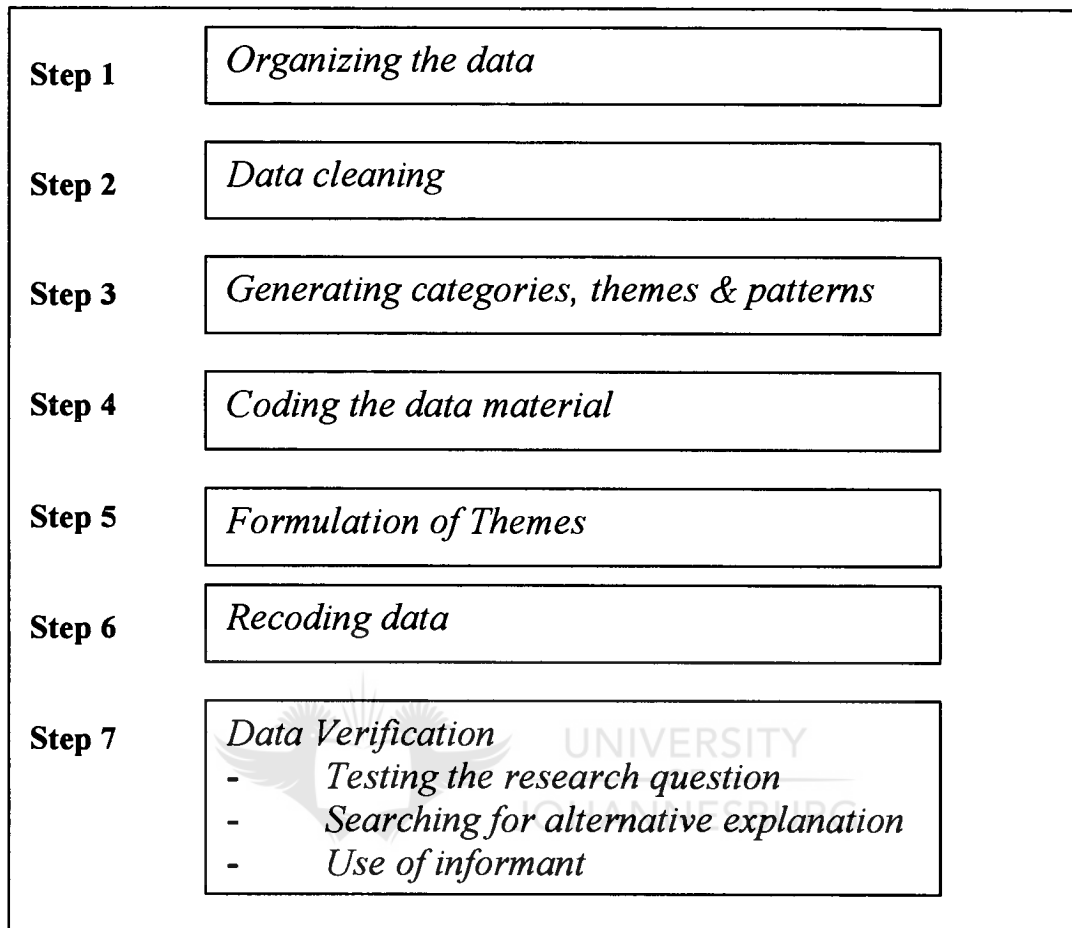 Step 1 Organizing the data
Step 2 Data cleaning
Step 3 Generating categories, themes & patterns
Step 4 Coding the data material
Step 5 Formulation of Themes
Step 6 Recoding data
Step 7 Data Verification
UNIVERSITY
- Testing the research question
JOHANNESBURG
- Searching for alternative explanation
- Use of informant